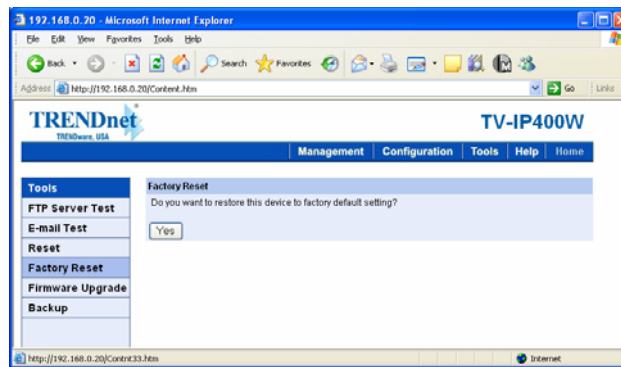 192.168.0.20 - Microsoft Internet Explorer
File Edit View Favorites Tools Help
Back Search Favorites
Address http://192.168.0.20/Content.htm Go Links
TRENDnet
TRENDware, USA
TV-IP400W
Management Configuration Tools Help Home
Tools
FTP Server Test
E-mail Test
Reset
Factory Reset
Firmware Upgrade
Backup
Factory Reset
Do you want to restore this device to factory default setting?
Yes
http://192.168.0.20/Contnt33.htm Internet